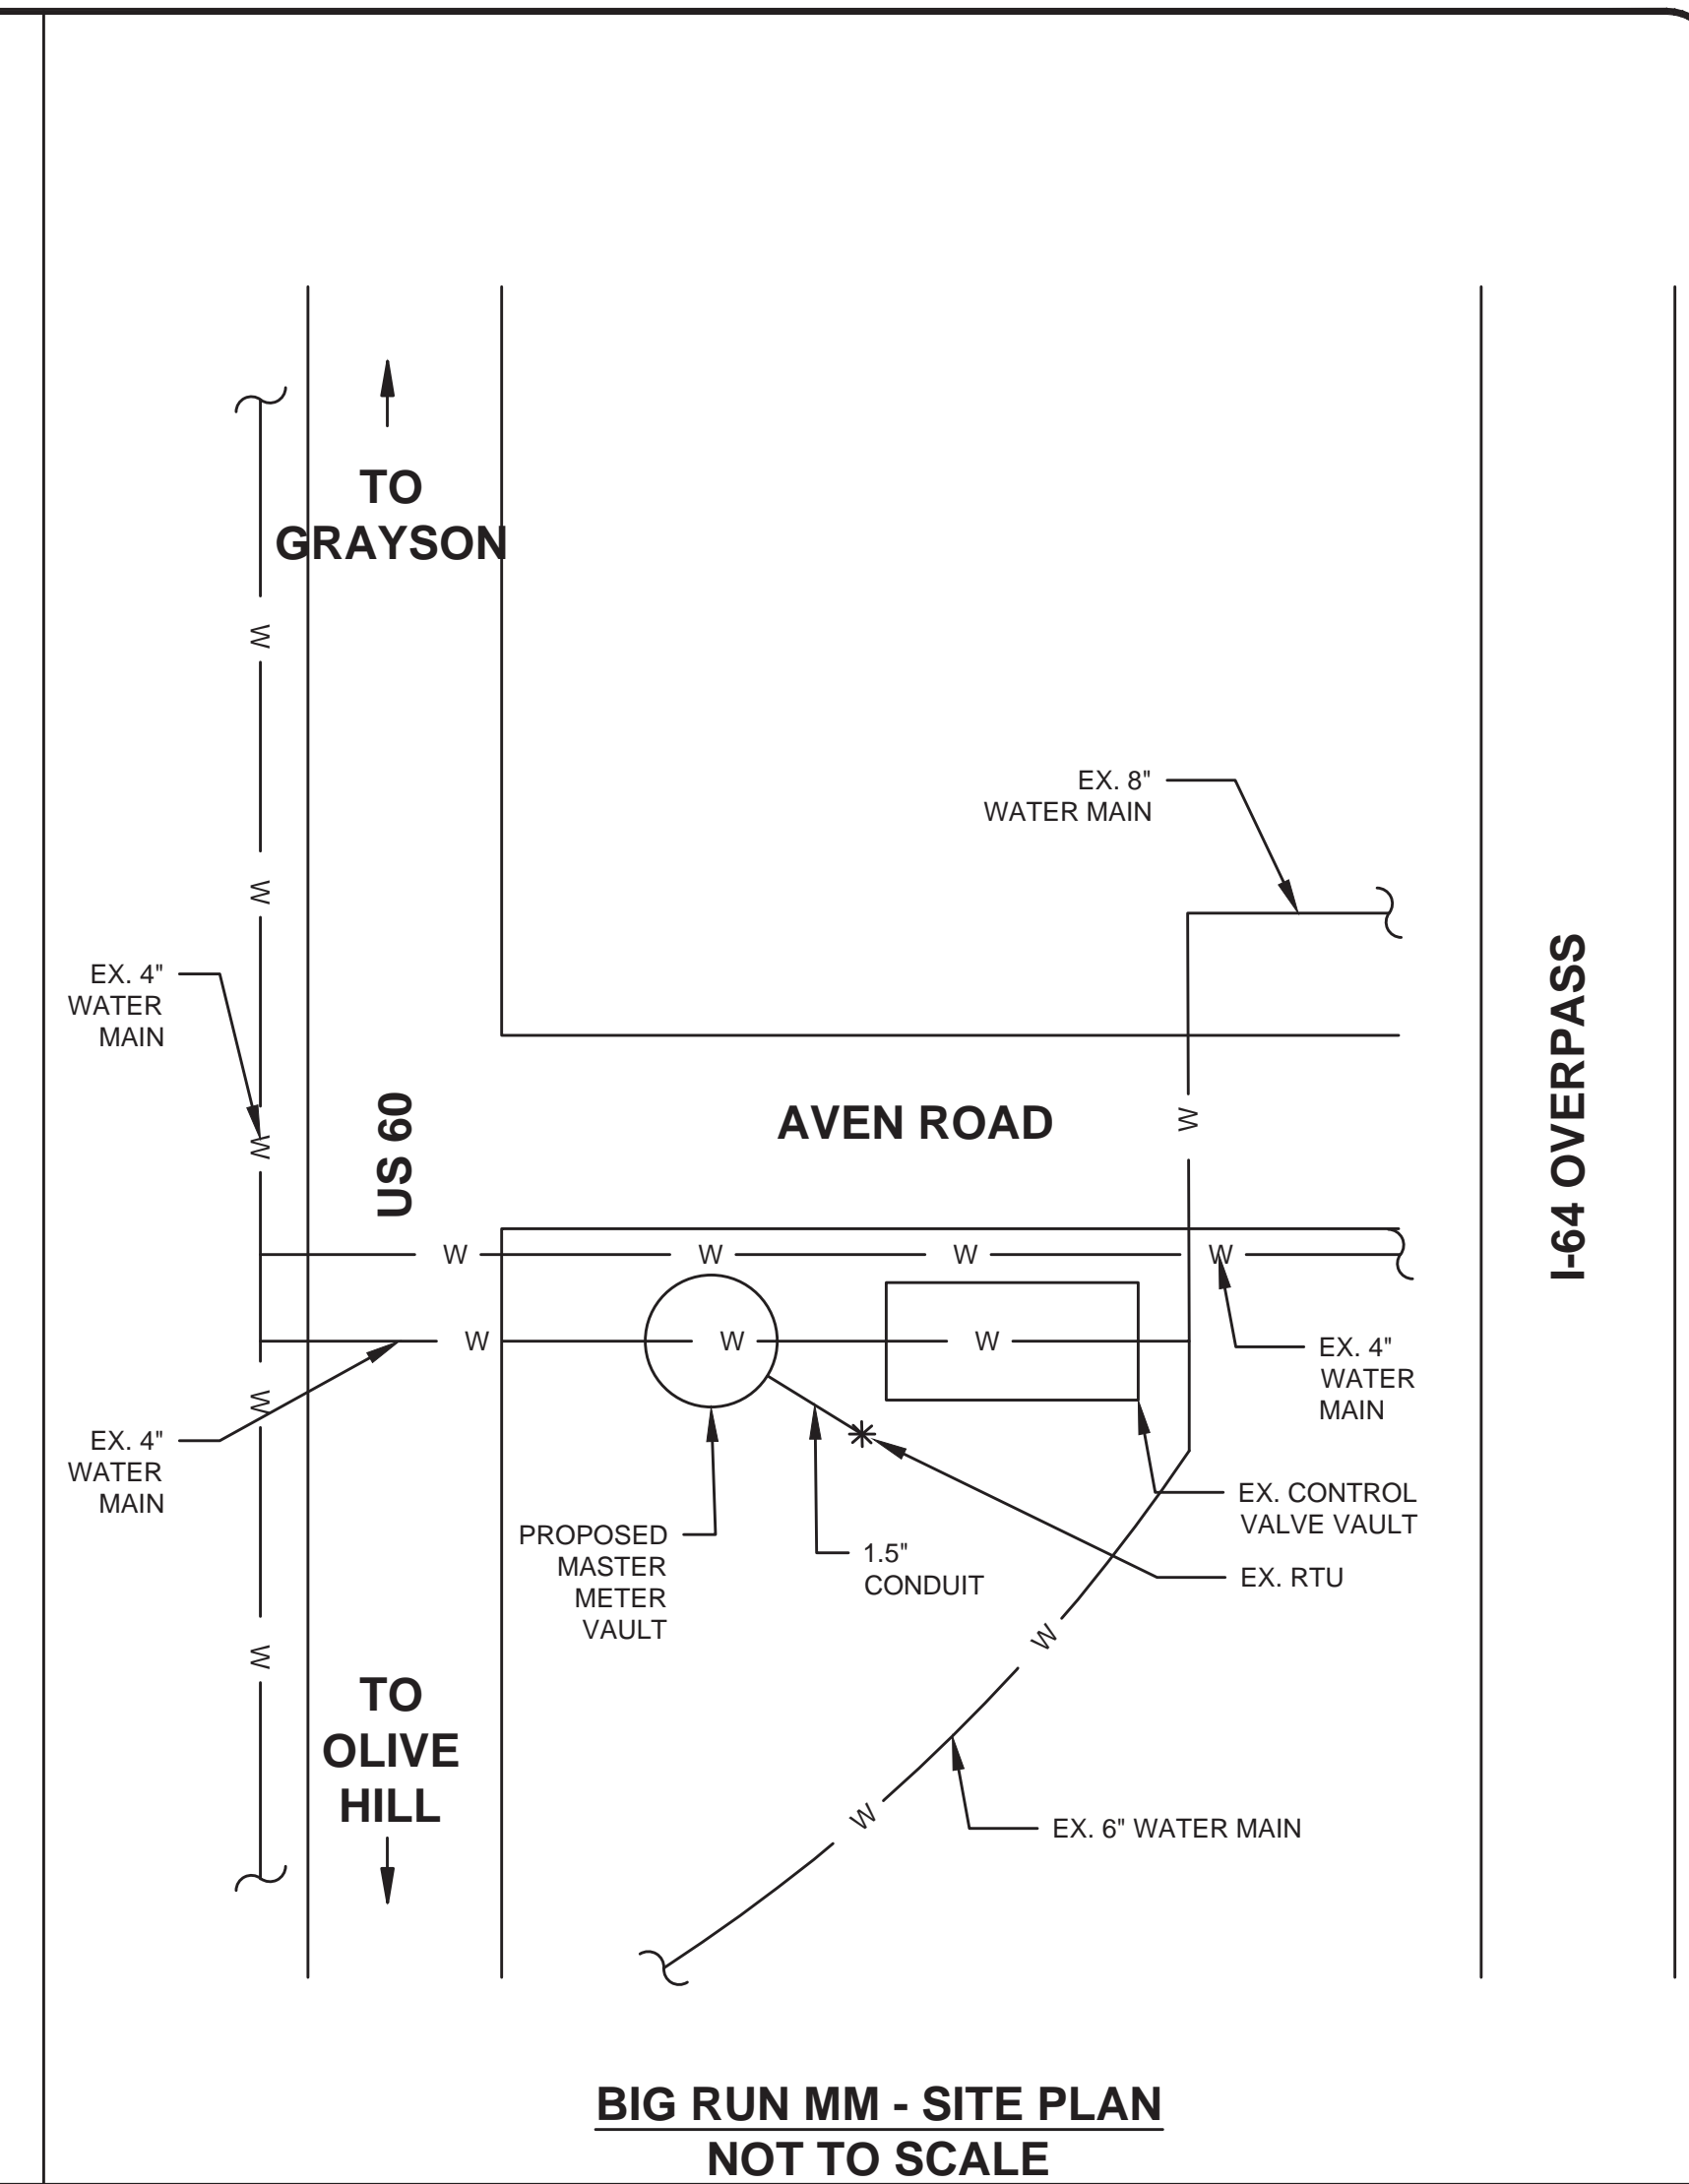 TO
GRAYSON
W
W
EX. 8"
WATER MAIN
EX. 4"
WATER
MAIN
W
US 60
AVEN ROAD
W
I-64 OVERPASS
W
W
W
W
W
W
W
EX. 4"
WATER
MAIN
W
EX. 4"
WATER
MAIN
PROPOSED
MASTER
METER
VAULT
1.5"
CONDUIT
EX. CONTROL
VALVE VAULT
EX. RTU
W
W
TO
OLIVE
HILL
W
EX. 6" WATER MAIN
BIG RUN MM - SITE PLAN
NOT TO SCALE